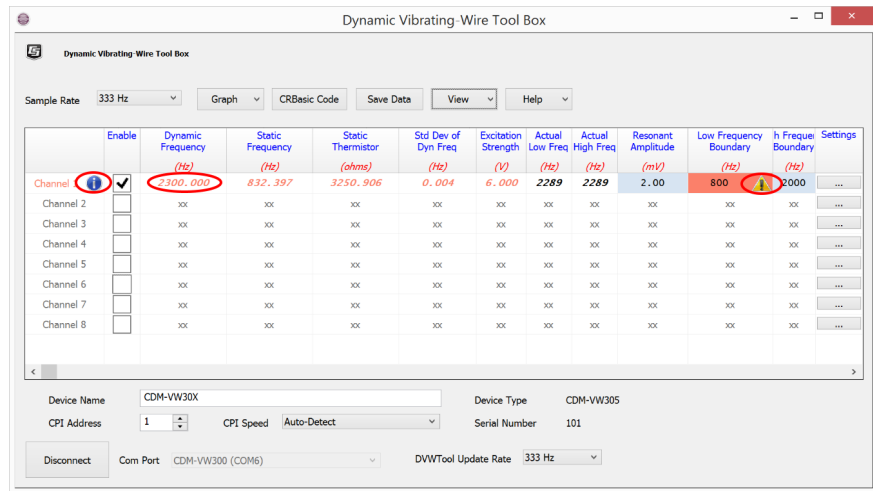 Dynamic Vibrating-Wire Tool Box
Dynamic Vibrating-Wire Tool Box
Sample Rate 333 Hz Graph CRBasic Code Save Data View Help
Enable Dynamic Frequency (Hz) Static Frequency (Hz) Static Thermistor (ohms) Std Dev of Dyn Freq (Hz) Excitation Strength (V) Actual Low Freq (Hz) Actual High Freq (Hz) Resonant Amplitude (mV) Low Frequency Boundary (Hz) h Frequer Boundary (Hz) Settings
Channel 2300.000 832.397 3250.906 0.004 6.000 2289 2289 2.00 800 2000 ...
Channel 2 xx xx xx xx xx xx xx xx xx xx ...
Channel 3 xx xx xx xx xx xx xx xx xx xx ...
Channel 4 xx xx xx xx xx xx xx xx xx xx ...
Channel 5 xx xx xx xx xx xx xx xx xx xx ...
Channel 6 xx xx xx xx xx xx xx xx xx xx ...
Channel 7 xx xx xx xx xx xx xx xx xx xx ...
Channel 8 xx xx xx xx xx xx xx xx xx xx ...
Device Name CDM-VW30X Device Type CDM-VW305
CPI Address 1 CPI Speed Auto-Detect Serial Number 101
Disconnect Com Port CDM-VW300 (COM6) DVWTool Update Rate 333 Hz